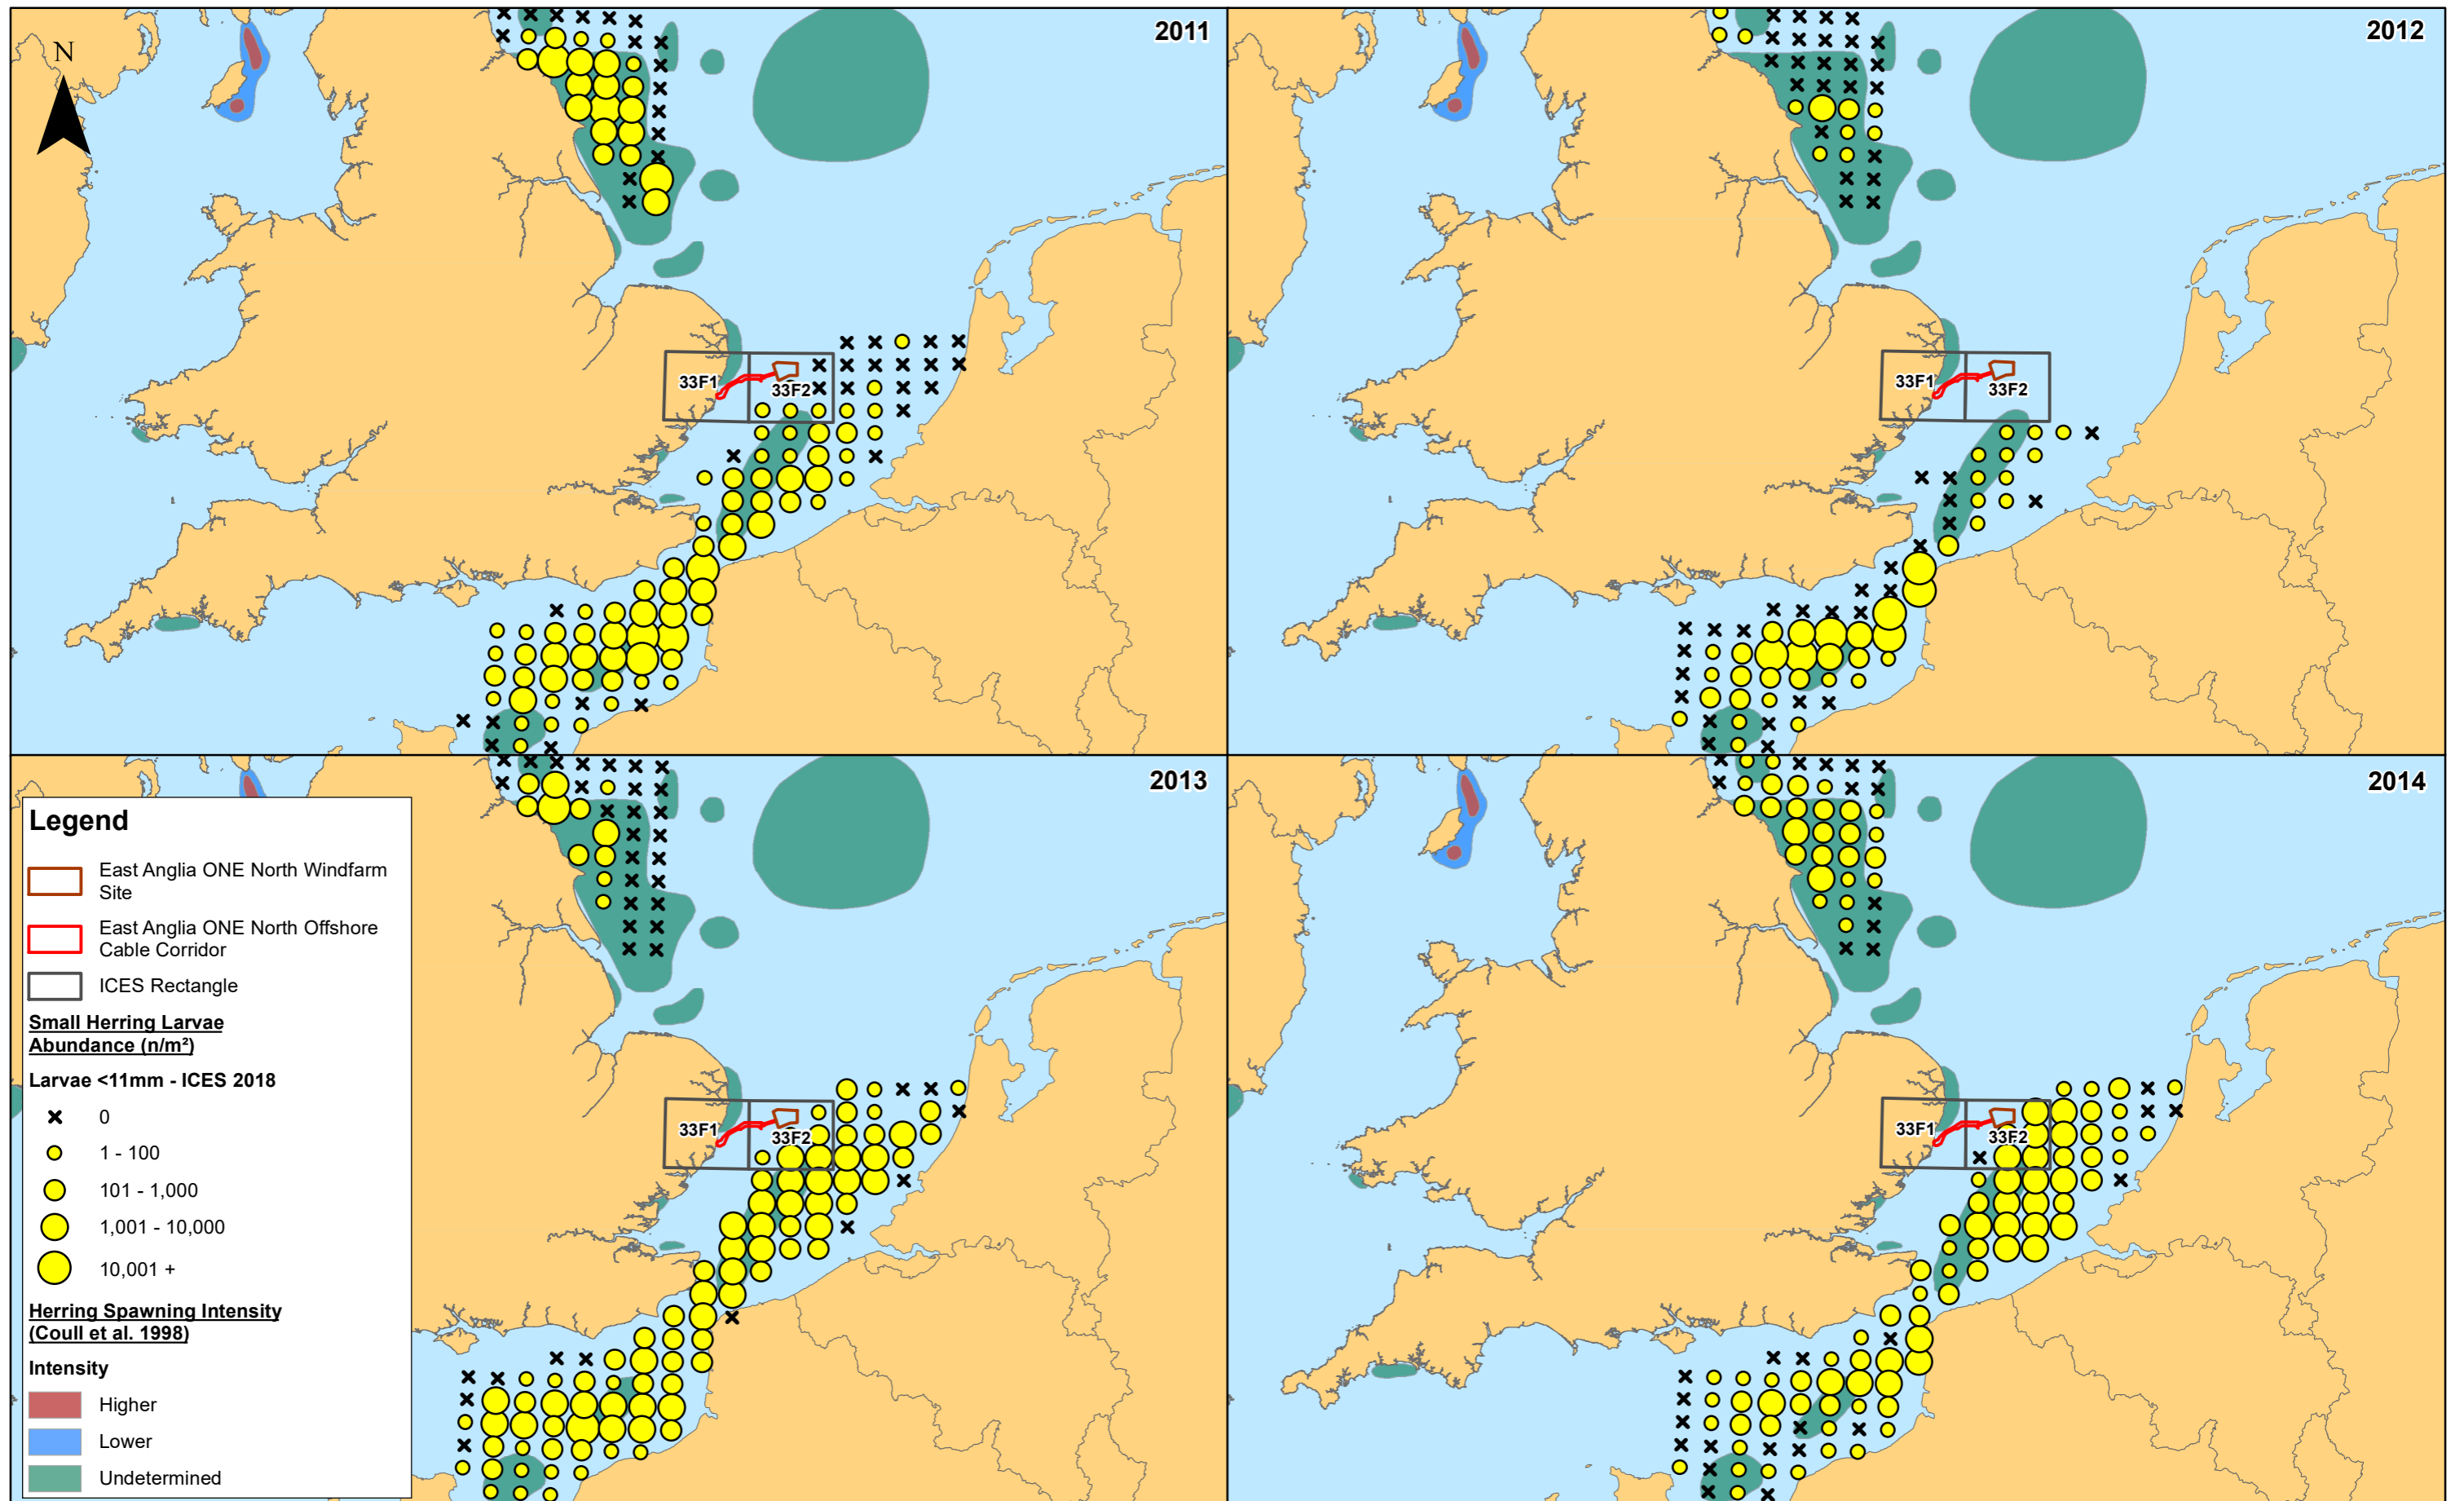 N
2011
33F1
33F2
2012
33F1
33F2
2013
33F1
33F2
2014
33F1
33F2
Legend
East Anglia ONE North Windfarm
Site
East Anglia ONE North Offshore
Cable Corridor
ICES Rectangle
Small Herring Larvae
Abundance (n/m²)
Larvae <11mm - ICES 2018
0
1 - 100
101 - 1,000
1,001 - 10,000
10,001 +
Herring Spawning Intensity
(Coull et al. 1998)
Intensity
Higher
Lower
Undetermined